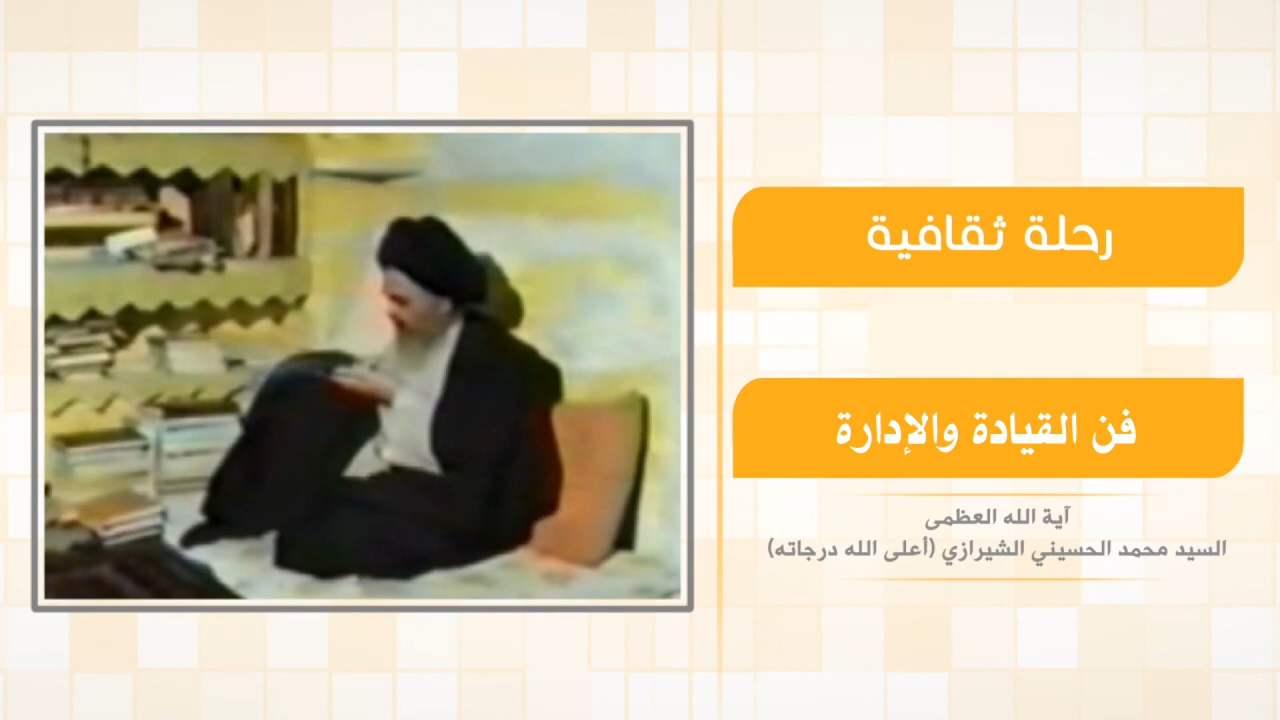 رحلة ثقافية
فن القيادة والإدارة
آية الله العظمى
السيد محمد الحسيني الشيرازي (أعلى الله درجاته)